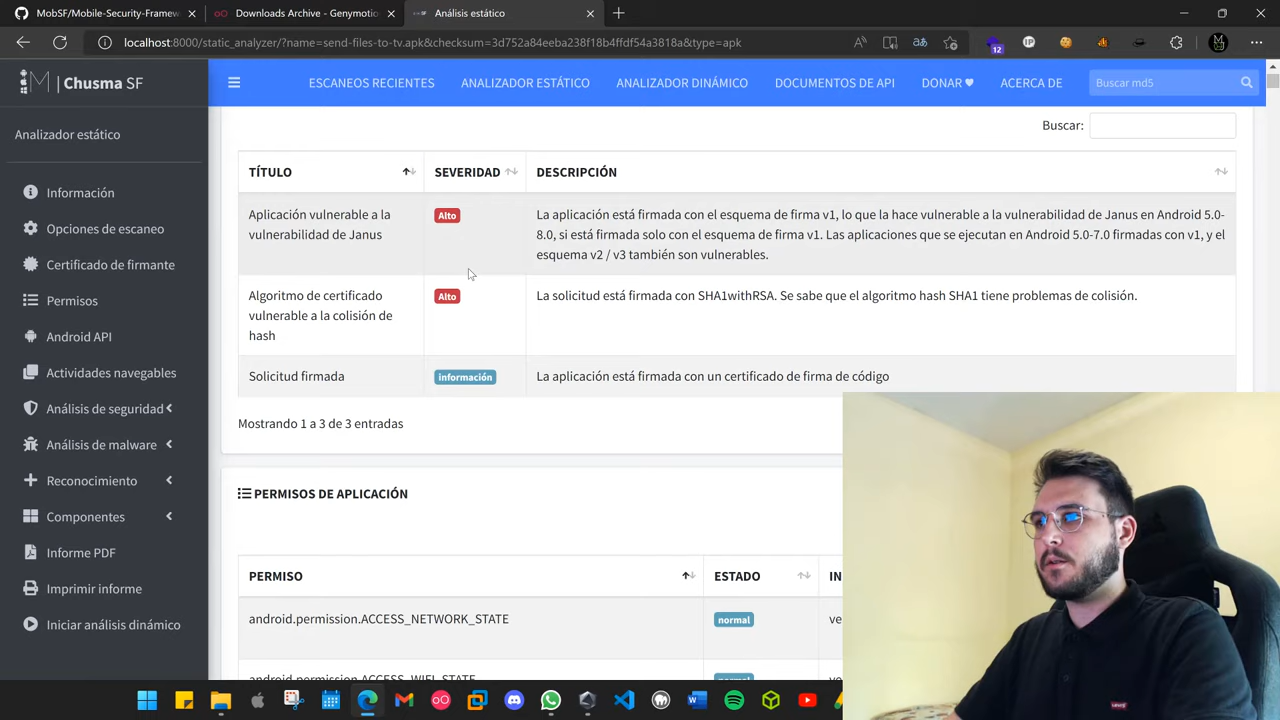 MobSF/Mobile-Security-Framew
Downloads Archive - Genymotion
Análisis estático
localhost:8000/static_analyzer/?name=send-files-to-tv.apk&checksum=3d752a84eeba238f18b4ffdf54a3818a&type=apk
12
IP
Chusma SF
ESCANEOS RECIENTES
ANALIZADOR ESTÁTICO
ANALIZADOR DINÁMICO
DOCUMENTOS DE API
DONAR
ACERCA DE
Buscar md5
Analizador estático
Información
Opciones de escaneo
Certificado de firmante
Permisos
Android API
Actividades navegables
Análisis de seguridad
Análisis de malware
Reconocimiento
Componentes
Informe PDF
Imprimir informe
Iniciar análisis dinámico
Buscar:
TÍTULO
SEVERIDAD
DESCRIPCIÓN
Aplicación vulnerable a la
vulnerabilidad de Janus
Alto
La aplicación está firmada con el esquema de firma v1, lo que la hace vulnerable a la vulnerabilidad de Janus en Android 5.0-
8.0, si está firmada solo con el esquema de firma v1. Las aplicaciones que se ejecutan en Android 5.0-7.0 firmadas con v1, y el
esquema v2 / v3 también son vulnerables.
Algoritmo de certificado
vulnerable a la colisión de
hash
Alto
La solicitud está firmada con SHA1withRSA. Se sabe que el algoritmo hash SHA1 tiene problemas de colisión.
Solicitud firmada
información
La aplicación está firmada con un certificado de firma de código
Mostrando 1 a 3 de 3 entradas
PERMISOS DE APLICACIÓN
PERMISO
ESTADO
IN
android.permission.ACCESS_NETWORK_STATE
normal
ve
android.permission.ACCESS_WIFI_STATE
normal